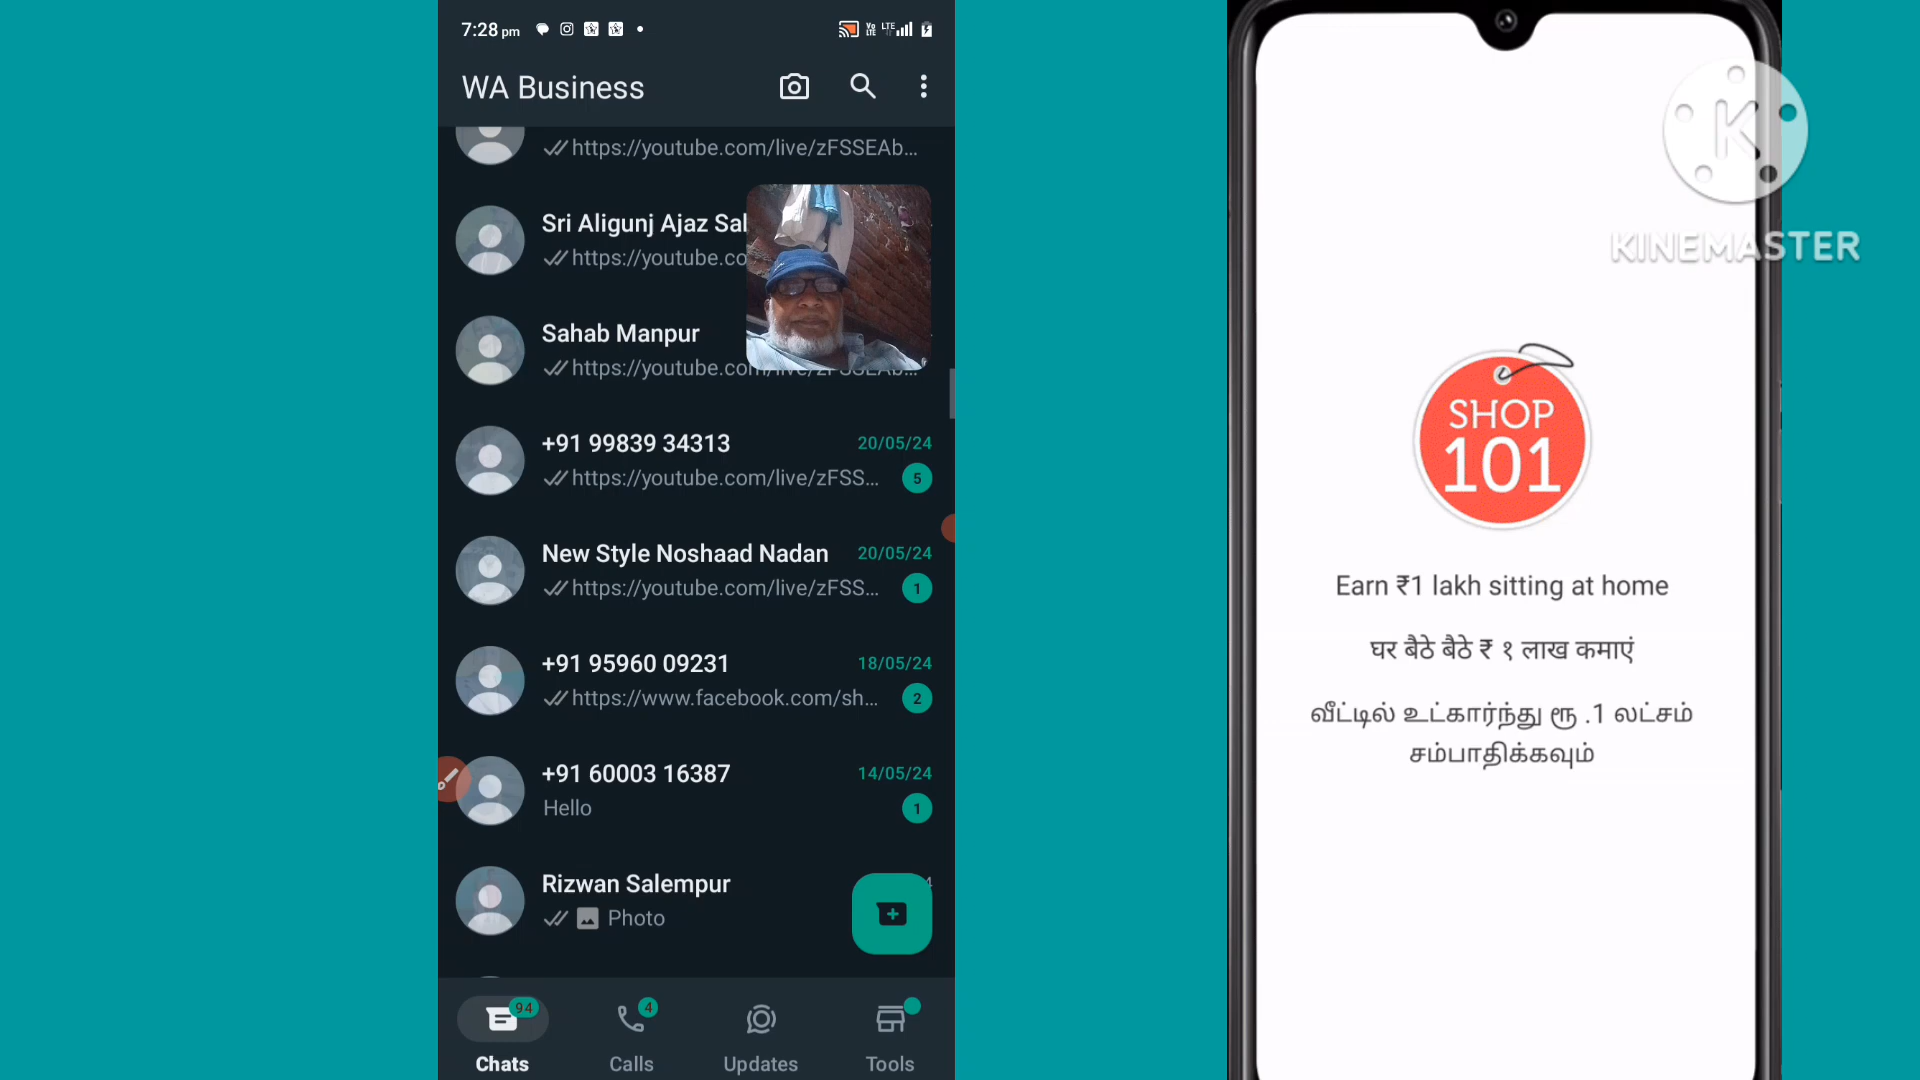 7:28 pm
WA Business
https://youtube.com/live/zFSSEAb...
Sri Aligunj Ajaz Sal
https://youtube.co
Sahab Manpur
https://youtube.com/live/zFSSEAb...
+91 99839 34313 20/05/24
https://youtube.com/live/zFSS... 5
New Style Noshaad Nadan 20/05/24
https://youtube.com/live/zFSS... 1
+91 95960 09231 18/05/24
https://www.facebook.com/sh... 2
+91 60003 16387 14/05/24
Hello 1
Rizwan Salempur 4
Photo
94 4
Chats Calls Updates Tools
K
KINEMASTER
SHOP
101
Earn ₹1 lakh sitting at home
घर बैठे बैठे ₹ १ लाख कमाएं
வீட்டில் உட்கார்ந்து ரூ .1 லட்சம்
சம்பாதிக்கவும்